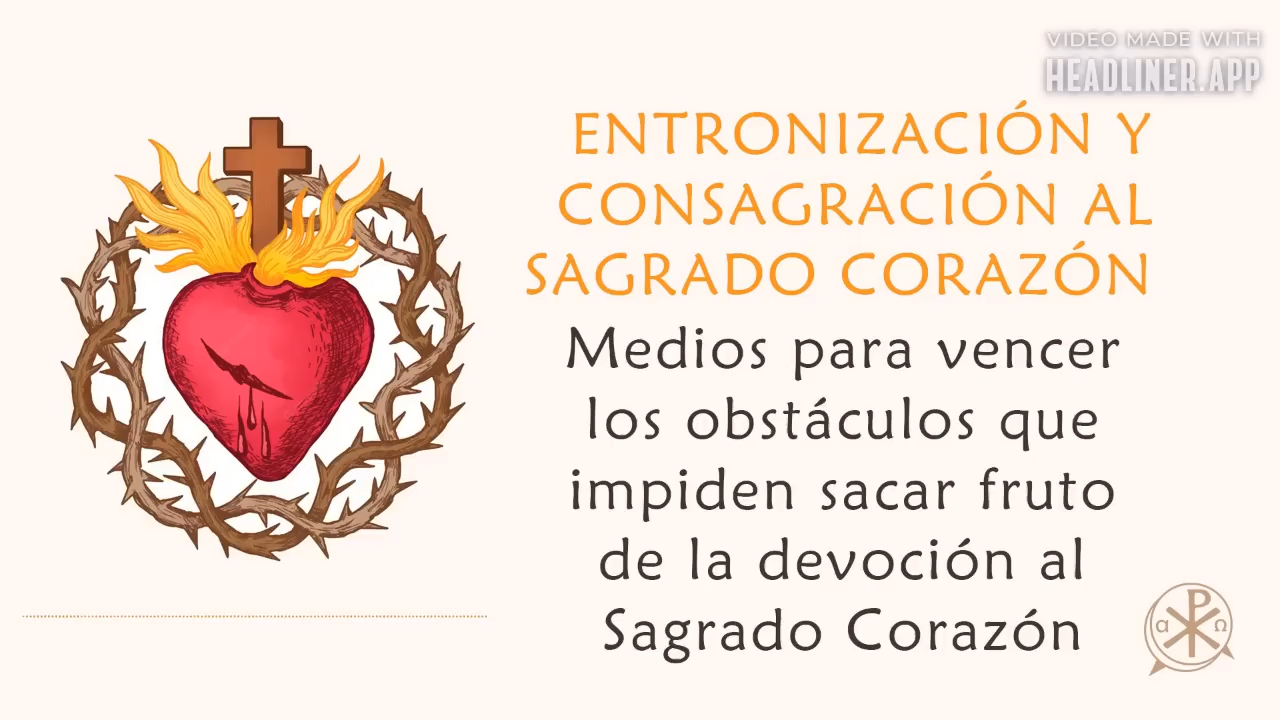 VIDEO MADE WITH
HEADLINER.APP
ENTRONIZACIÓN Y
CONSAGRACIÓN AL
SAGRADO CORAZÓN
Medios para vencer
los obstáculos que
impiden sacar fruto
de la devoción al
Sagrado Corazón
α Ω